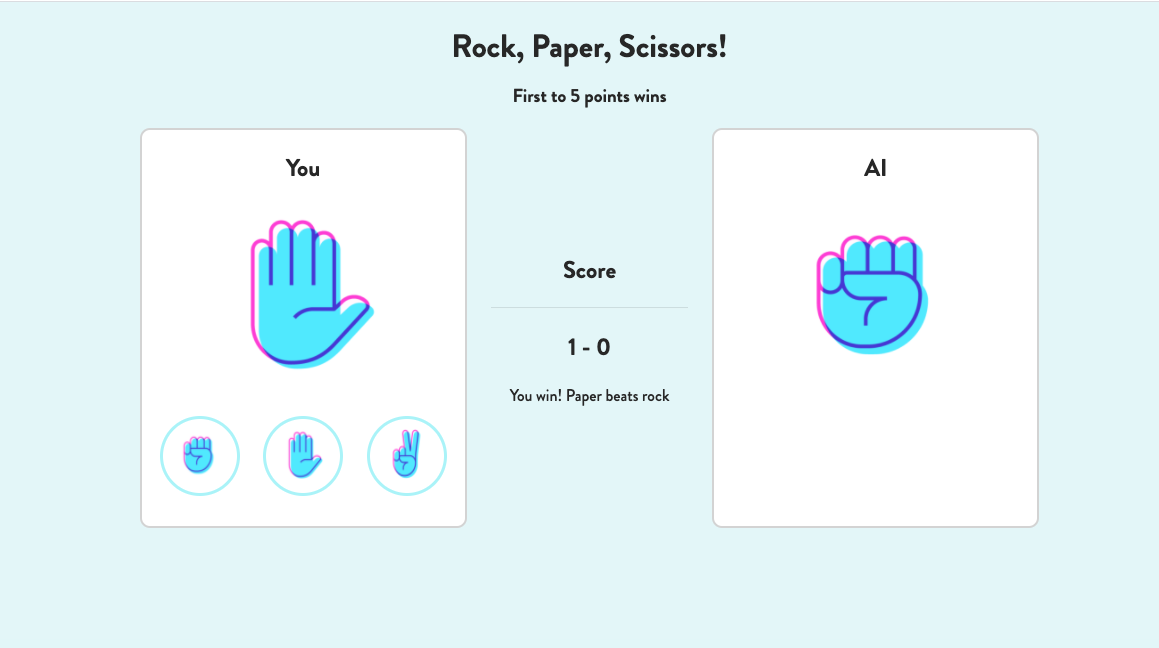 Rock, Paper, Scissors!
First to 5 points wins
You
AI
Score
1 - 0
You win! Paper beats rock